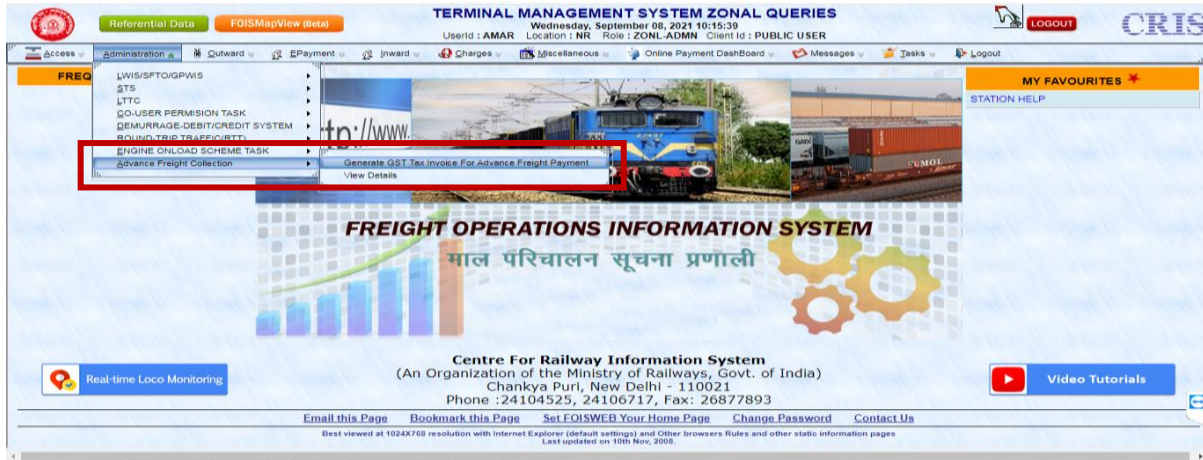 Referential Data
FOISMapView (Beta)
TERMINAL MANAGEMENT SYSTEM ZONAL QUERIES
Wednesday, September 08, 2021 10:15:39
UserId : AMAR Location : NR Role : ZONL-ADMN Client Id : PUBLIC USER
LOGOUT
CRIS
Access Administration Outward EPayment Inward Charges Miscellaneous Online Payment DashBoard Messages Tasks Logout
FREQ
LWIS/SFTO/GPWIS
STS
LTTC
CO-USER PERMISION TASK
DEMURRAGE-DEBIT/CREDIT SYSTEM
ROUND-TRIP TRAFFIC(RTT)
ENGINE ONLOAD SCHEME TASK
Advance Freight Collection
Generate GST Tax Invoice For Advance Freight Payment
View Details
http://www.
MOL
MY FAVOURITES
STATION HELP
FREIGHT OPERATIONS INFORMATION SYSTEM
माल परिचालन सूचना प्रणाली
Real-time Loco Monitoring
Centre For Railway Information System
(An Organization of the Ministry of Railways, Govt. of India)
Chankya Puri, New Delhi - 110021
Phone :24104525, 24106717, Fax: 26877893
Video Tutorials
Email this Page Bookmark this Page Set FOISWEB Your Home Page Change Password Contact Us
Best viewed at 1024X768 resolution with Internet Explorer (default settings) and Other browsers Rules and other static information pages
Last updated on 10th Nov, 2008.